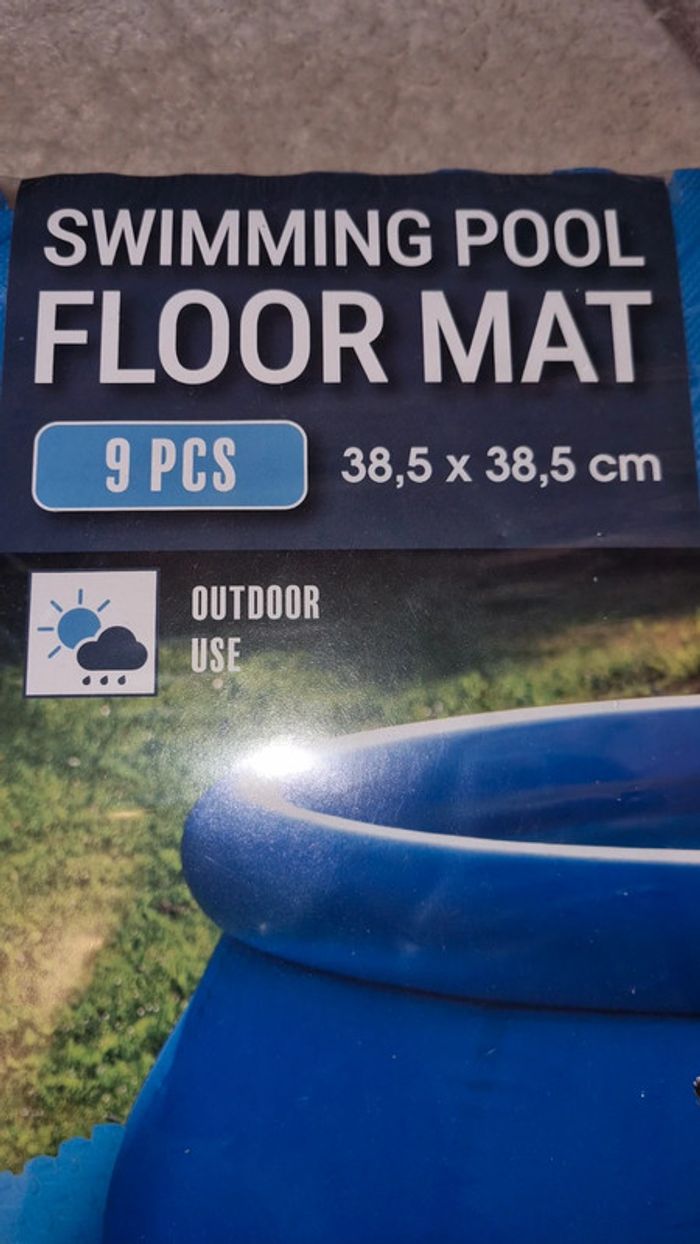 SWIMMING POOL
FLOOR MAT
9 PCS
38,5 x 38,5 cm
OUTDOOR
USE